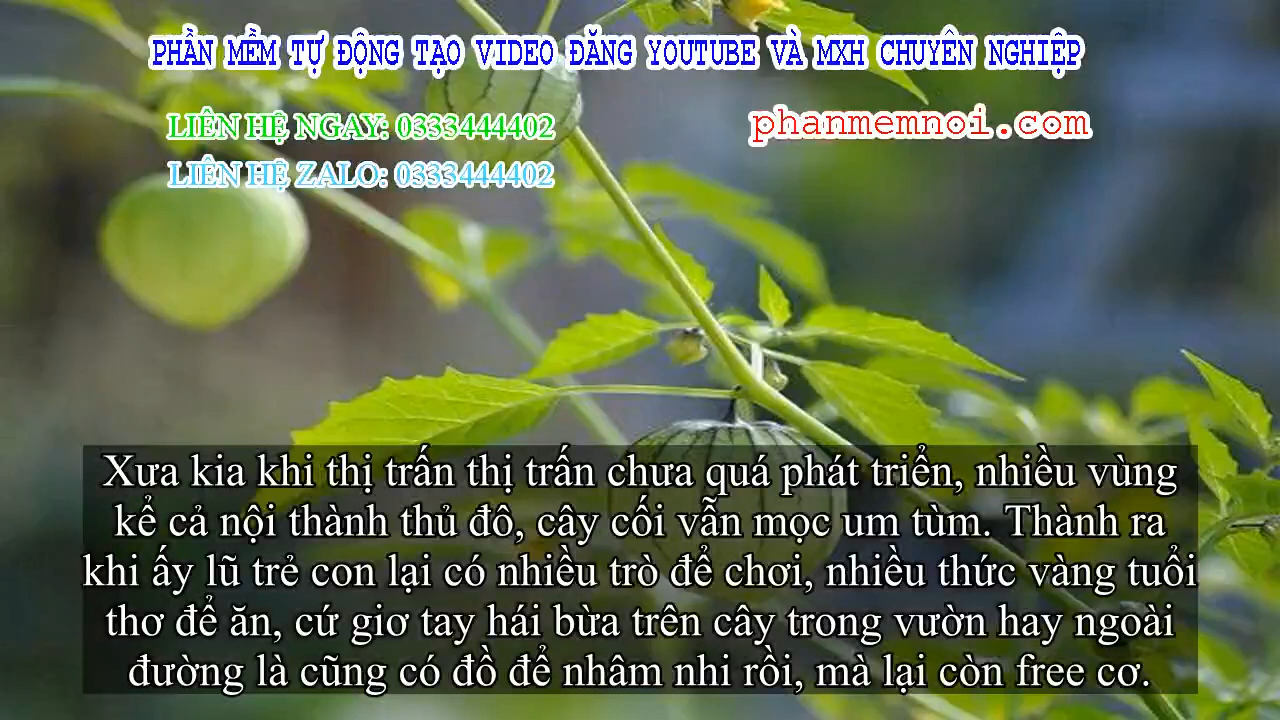 PHẦN MỀM TỰ ĐỘNG TẠO VIDEO ĐĂNG YOUTUBE VÀ MXH CHUYÊN NGHIỆP
LIÊN HỆ NGAY: 0333444402
phanmemnoi.com
LIÊN HỆ ZALO: 0333444402
Xưa kia khi thị trấn thị trấn chưa quá phát triển, nhiều vùng
kể cả nội thành thủ đô, cây cối vẫn mọc um tùm. Thành ra
khi ấy lũ trẻ con lại có nhiều trò để chơi, nhiều thức vàng tuổi
thơ để ăn, cứ giơ tay hái bừa trên cây trong vườn hay ngoài
đường là cũng có đồ để nhâm nhi rồi, mà lại còn free cơ.